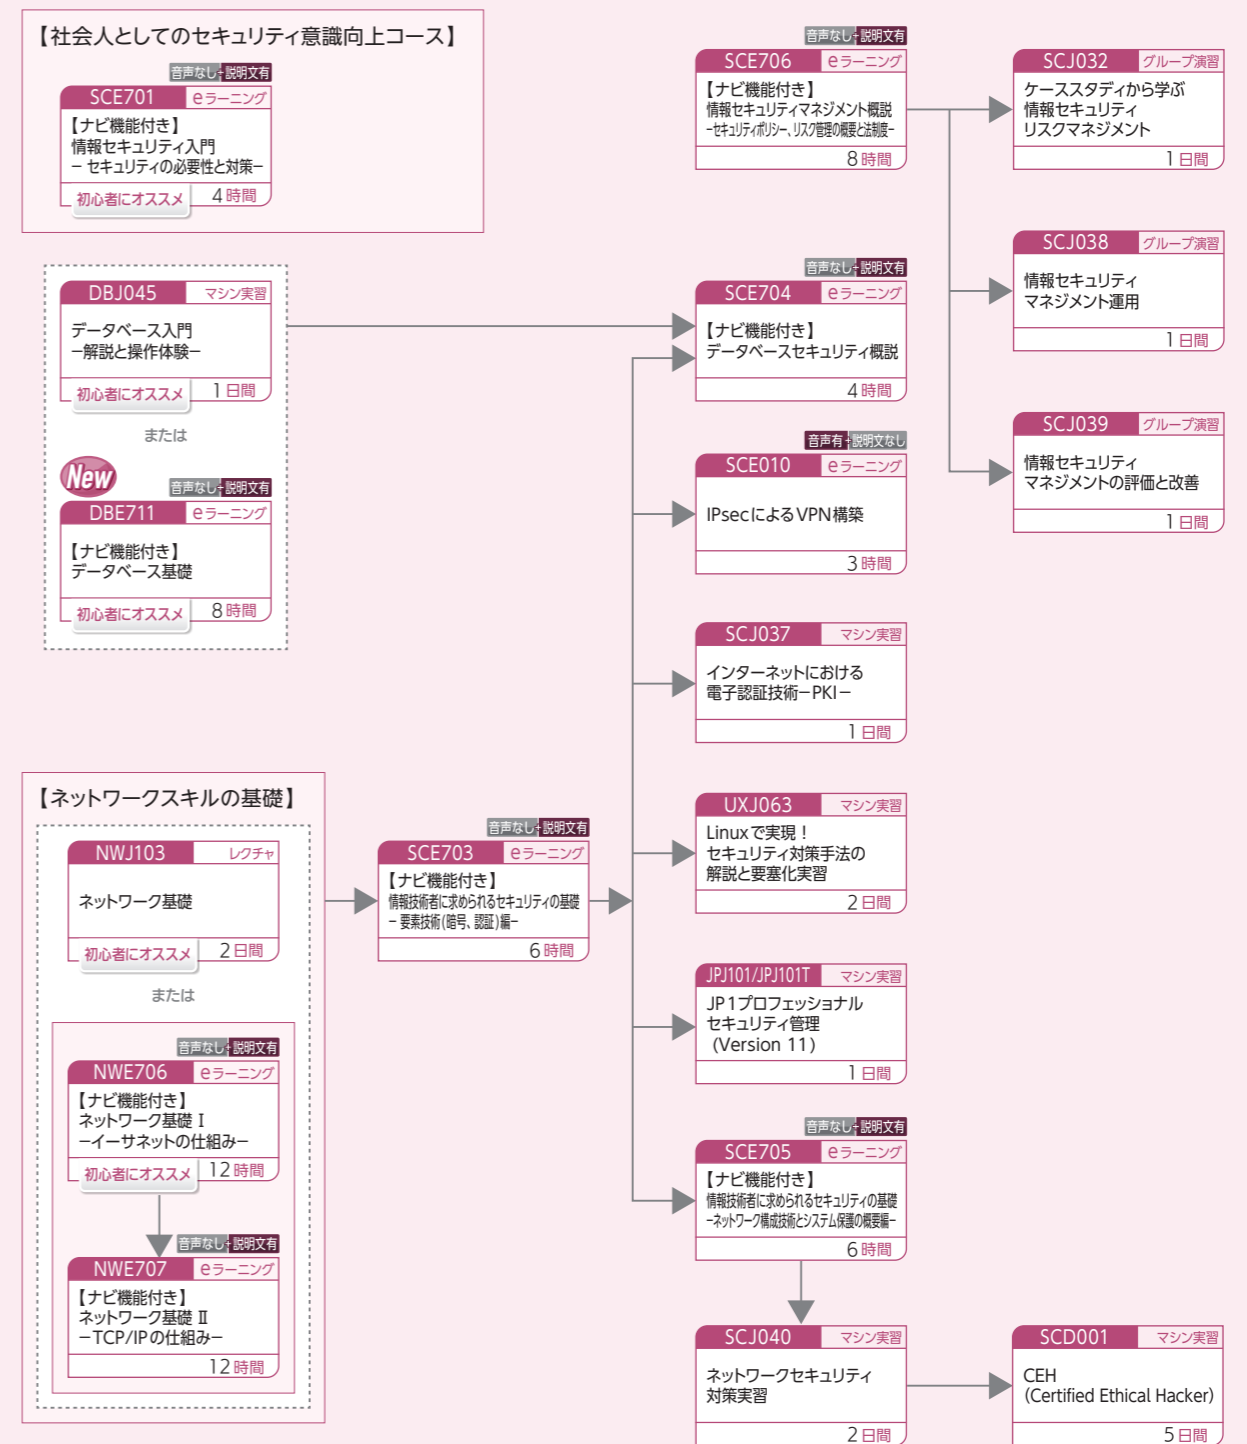 【社会人としてのセキュリティ意識向上コース】
音声なし+説明文有
SCE701 eラーニング
【ナビ機能付き】
情報セキュリティ入門
− セキュリティの必要性と対策−
初心者にオススメ 4時間
DBJ045 マシン実習
データベース入門
−解説と操作体験−
初心者にオススメ 1日間
または
New
音声なし+説明文有
DBE711 eラーニング
【ナビ機能付き】
データベース基礎
初心者にオススメ 8時間
【ネットワークスキルの基礎】
NWJ103 レクチャ
ネットワーク基礎
初心者にオススメ 2日間
または
音声なし+説明文有
NWE706 eラーニング
【ナビ機能付き】
ネットワーク基礎 Ⅰ
−イーサネットの仕組み−
初心者にオススメ 12時間
音声なし+説明文有
NWE707 eラーニング
【ナビ機能付き】
ネットワーク基礎 Ⅱ
−TCP/IPの仕組み−
12時間
音声なし+説明文有
SCE703 eラーニング
【ナビ機能付き】
情報技術者に求められるセキュリティの基礎
− 要素技術(暗号、認証)編−
6時間
音声なし+説明文有
SCE706 eラーニング
【ナビ機能付き】
情報セキュリティマネジメント概説
−セキュリティポリシー、リスク管理の概要と法制度−
8時間
音声なし+説明文有
SCE704 eラーニング
【ナビ機能付き】
データベースセキュリティ概説
4時間
音声有+説明文なし
SCE010 eラーニング
IPsecによるVPN構築
3時間
SCJ037 マシン実習
インターネットにおける
電子認証技術−PKI−
1日間
UXJ063 マシン実習
Linuxで実現！
セキュリティ対策手法の
解説と要塞化実習
2日間
JPJ101/JPJ101T マシン実習
JP1プロフェッショナル
セキュリティ管理
(Version 11)
1日間
音声なし+説明文有
SCE705 eラーニング
【ナビ機能付き】
情報技術者に求められるセキュリティの基礎
−ネットワーク構成技術とシステム保護の概要編−
6時間
SCJ040 マシン実習
ネットワークセキュリティ
対策実習
2日間
SCJ032 グループ演習
ケーススタディから学ぶ
情報セキュリティ
リスクマネジメント
1日間
SCJ038 グループ演習
情報セキュリティ
マネジメント運用
1日間
SCJ039 グループ演習
情報セキュリティ
マネジメントの評価と改善
1日間
SCD001 マシン実習
CEH
(Certified Ethical Hacker)
5日間